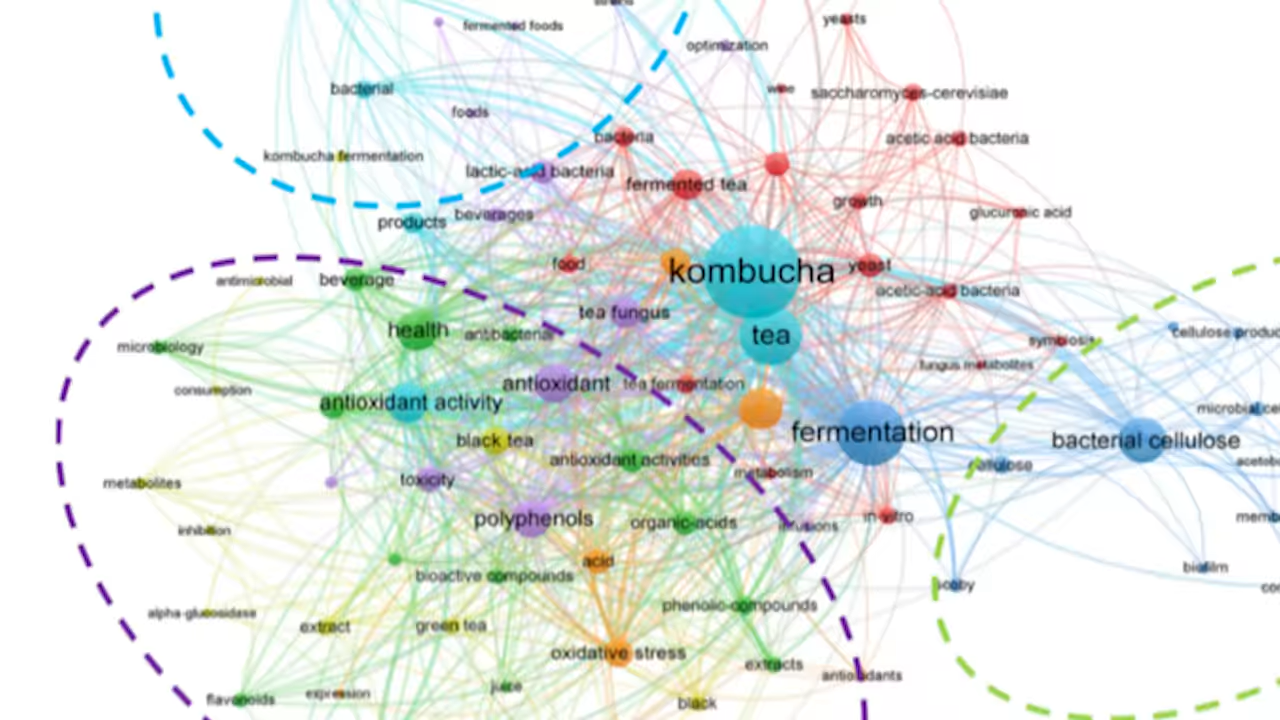 yeasts
fermented foods
optimization
bacterial
wine
saccharomyces-cerevisiae
foods
bacteria
acetic acid bacteria
kombucha fermentation
lactic-acid bacteria
fermented tea
growth
glucuronic acid
products
beverages
food
kombucha
yeast
antimicrobial
beverage
acetic-acid bacteria
tea fungus
health
antibacterial
tea
symbiosis
cellulose
microbiology
fungus metabolites
consumption
antioxidant
tea fermentation
antioxidant activity
fermentation
black tea
bacterial cellulose
antioxidant activities
cellulose
metabolites
toxicity
metabolism
polyphenols
organic-acids
infusions
in-vitro
inhibition
acid
biofilm
bioactive compounds
scoby
alpha-glucosidase
extract
green tea
phenolic-compounds
oxidative stress
extracts
antioxidants
flavonoids
expression
juice
black